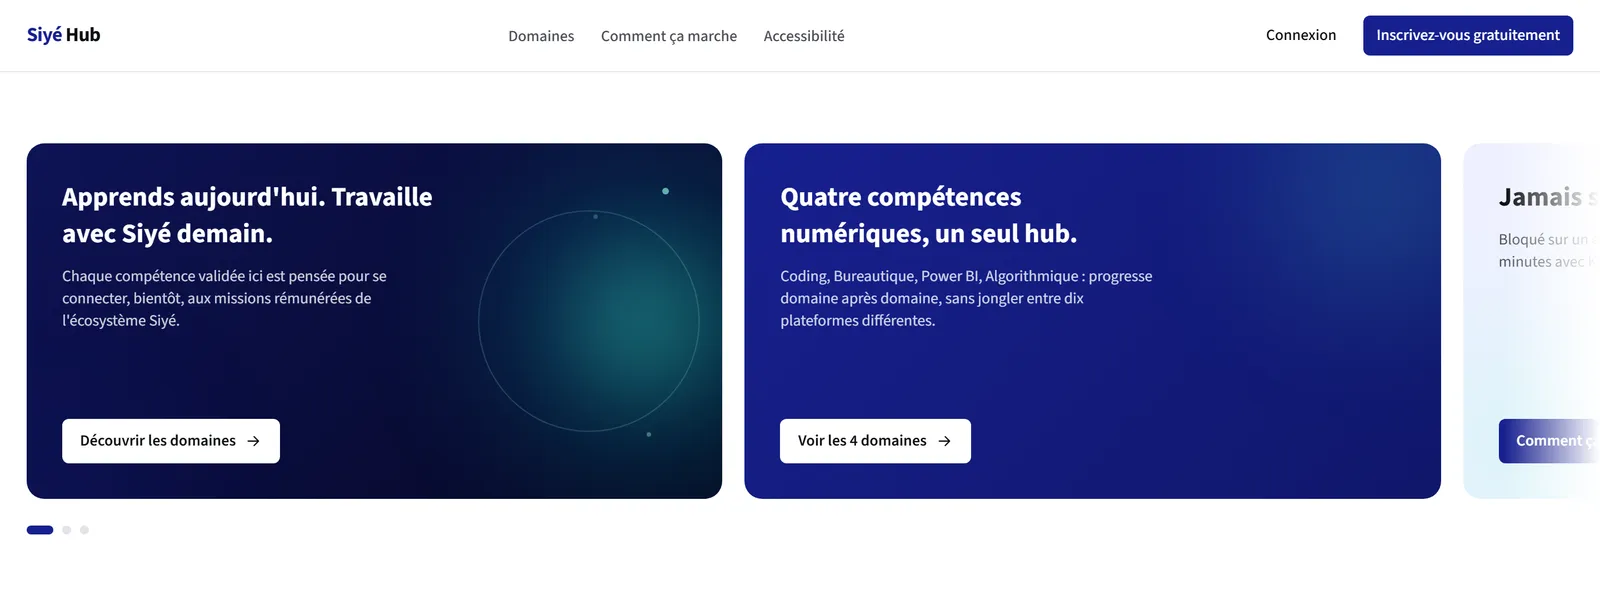 Siyé Hub
Domaines
Comment ça marche
Accessibilité
Connexion
Inscrivez-vous gratuitement
Apprends aujourd'hui. Travaille
avec Siyé demain.
Chaque compétence validée ici est pensée pour se
connecter, bientôt, aux missions rémunérées de
l'écosystème Siyé.
Découvrir les domaines
Quatre compétences
numériques, un seul hub.
Coding, Bureautique, Power BI, Algorithmique : progresse
domaine après domaine, sans jongler entre dix
plateformes différentes.
Voir les 4 domaines
Jamais
Bloqué sur un
minutes avec
Comment